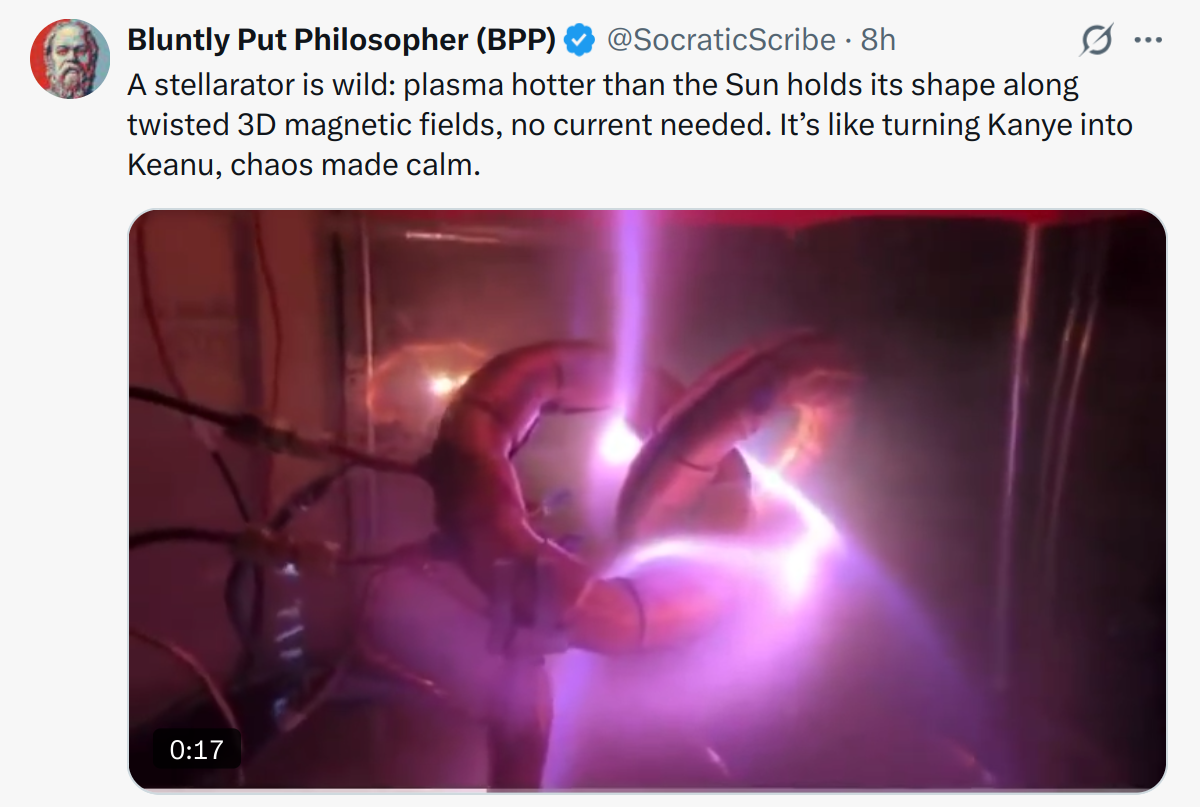 Bluntly Put Philosopher (BPP) @SocraticScribe · 8h
A stellarator is wild: plasma hotter than the Sun holds its shape along
twisted 3D magnetic fields, no current needed. It’s like turning Kanye into
Keanu, chaos made calm.
0:17